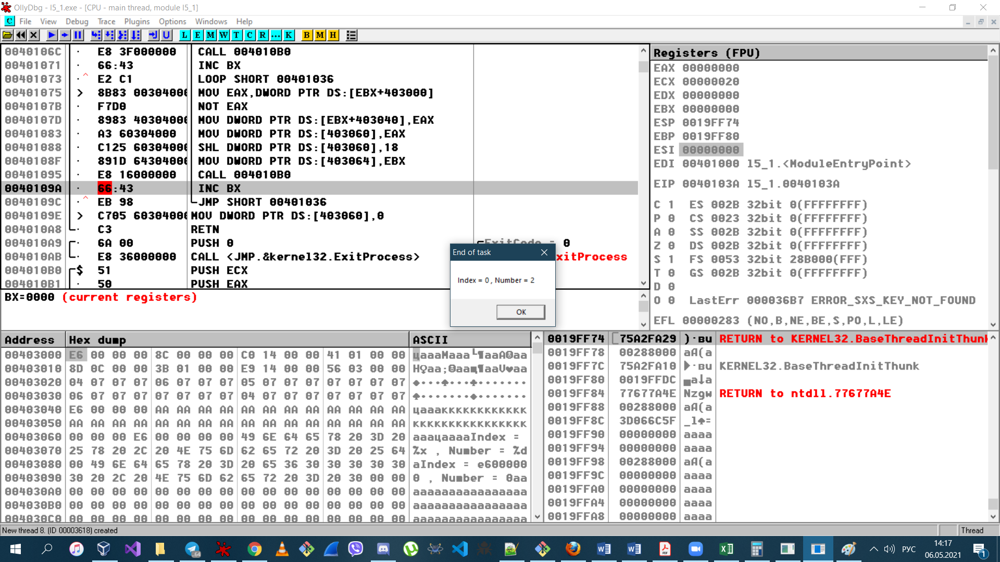 OllyDbg - l5_1.exe - [CPU - main thread, module l5_1]
C File View Debug Trace Plugins Options Windows Help
L E M W T C R ... K B M H
0040106C · E8 3F000000 CALL 004010B0
00401071 · 66:43 INC BX
00401073 ·^ E2 C1 LOOP SHORT 00401036
00401075 > 8B83 00304000 MOV EAX,DWORD PTR DS:[EBX+403000]
0040107B · F7D0 NOT EAX
0040107D · 8983 40304000 MOV DWORD PTR DS:[EBX+403040],EAX
00401083 · A3 60304000 MOV DWORD PTR DS:[403060],EAX
00401088 · C125 60304000 SHL DWORD PTR DS:[403060],18
0040108F · 891D 64304000 MOV DWORD PTR DS:[403064],EBX
00401095 · E8 16000000 CALL 004010B0
0040109A · 66:43 INC BX
0040109C ·^ EB 98 JMP SHORT 00401036
0040109E > C705 60304000 MOV DWORD PTR DS:[403060],0
004010A8 · C3 RETN
004010A9 · 6A 00 PUSH 0 ExitCode = 0
004010AB · E8 36000000 CALL <JMP.&kernel32.ExitProcess> xitProcess
004010B0 $ 51 PUSH ECX
004010B1 · 50 PUSH EAX
BX=0000 (current registers)
Registers (FPU)
EAX 00000000
ECX 00000020
EDX 00000000
EBX 00000000
ESP 0019FF74
EBP 0019FF80
ESI 00000000
EDI 00401000 l5_1.<ModuleEntryPoint>
EIP 0040103A l5_1.0040103A
C 1 ES 002B 32bit 0(FFFFFFFF)
P 0 CS 0023 32bit 0(FFFFFFFF)
A 0 SS 002B 32bit 0(FFFFFFFF)
Z 0 DS 002B 32bit 0(FFFFFFFF)
S 1 FS 0053 32bit 28B000(FFF)
T 0 GS 002B 32bit 0(FFFFFFFF)
D 0
O 0 LastErr 000036B7 ERROR_SXS_KEY_NOT_FOUND
EFL 00000283 (NO,B,NE,BE,S,PO,L,LE)
End of task
Index = 0 , Number = 2
OK
Address Hex dump ASCII
00403000 E6 00 00 00 8C 00 00 00 C0 14 00 00 41 01 00 00 цaaaMaaa└¶aaA☺aa
00403010 8D 0C 00 00 3B 01 00 00 E9 14 00 00 56 03 00 00 H♀aa;☺aaщ¶aaV♥aa
00403020 04 07 07 07 06 07 07 07 05 07 07 07 07 07 07 07 ♦•••♠•••♣•••••••
00403030 06 07 07 07 07 07 07 07 04 07 07 07 07 07 07 07 ♠•••••••♦•••••••
00403040 E6 00 00 00 AA AA AA AA AA AA AA AA AA AA AA AA цaaaкккккккккккк
00403050 AA AA AA AA AA AA AA AA AA AA AA AA AA AA AA AA кккккккккккккккк
00403060 00 00 00 E6 00 00 00 00 49 6E 64 65 78 20 3D 20 aaaцaaaaIndex =
00403070 25 78 20 2C 20 4E 75 6D 62 65 72 20 3D 20 25 64 %x , Number = %d
00403080 00 49 6E 64 65 78 20 3D 20 65 36 30 30 30 30 30 aIndex = e600000
00403090 30 20 2C 20 4E 75 6D 62 65 72 20 3D 20 30 00 00 0 , Number = 0aa
004030A0 00 00 00 00 00 00 00 00 00 00 00 00 00 00 00 00 aaaaaaaaaaaaaaaa
004030B0 00 00 00 00 00 00 00 00 00 00 00 00 00 00 00 00 aaaaaaaaaaaaaaaa
004030C0 00 00 00 00 00 00 00 00 00 00 00 00 00 00 00 00 aaaaaaaaaaaaaaaa
0019FF74 75A2FA29 )·вu RETURN to KERNEL32.BaseThreadInitThunk
0019FF78 00288000 aA(a
0019FF7C 75A2FA10 ►·вu KERNEL32.BaseThreadInitThunk
0019FF80 0019FFDC ▄a↓a
0019FF84 77677A4E Nzgw RETURN to ntdll.77677A4E
0019FF88 00288000 aA(a
0019FF8C 3D066C5F _l♠=
0019FF90 00000000 aaaa
0019FF94 00000000 aaaa
0019FF98 00288000 aA(a
0019FF9C 00000000 aaaa
0019FFA0 00000000 aaaa
0019FFA4 00000000 aaaa
0019FFA8 00000000 aaaa
New thread 8. (ID 00003618) created
Thread
64
РУС
14:17
06.05.2021
1